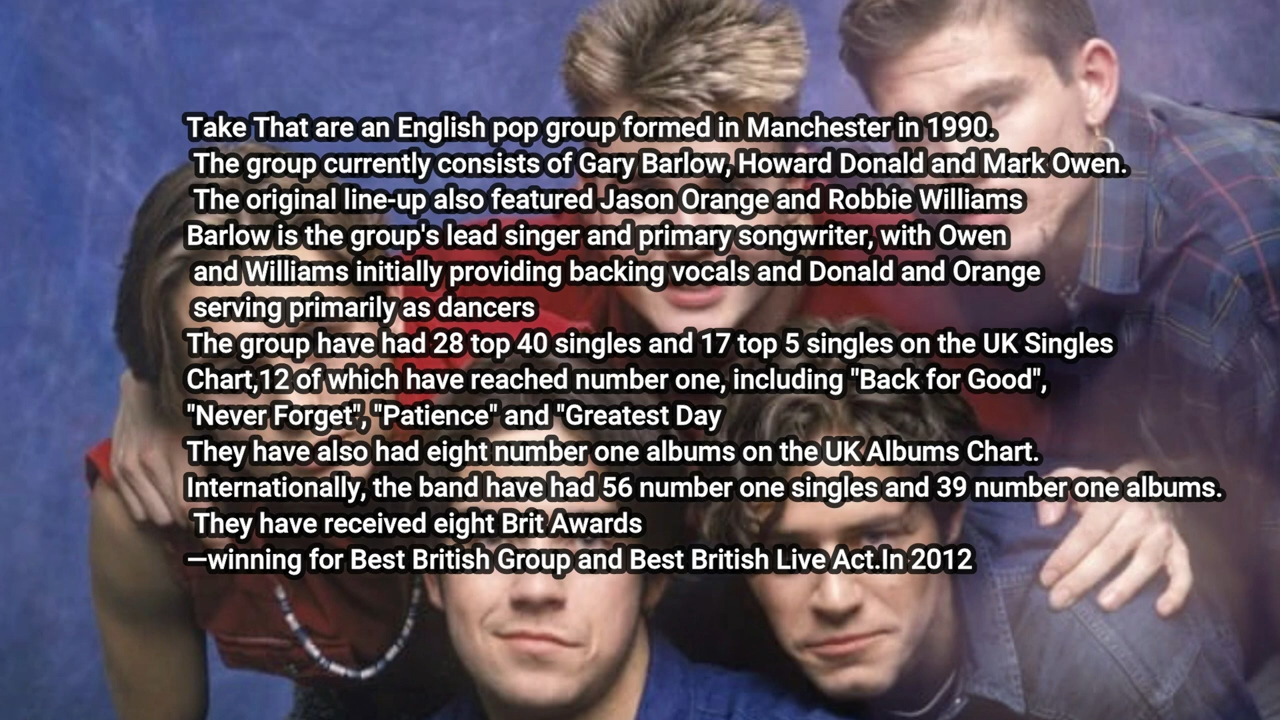 Take That are an English pop group formed in Manchester in 1990.
The group currently consists of Gary Barlow, Howard Donald and Mark Owen.
The original line-up also featured Jason Orange and Robbie Williams
Barlow is the group's lead singer and primary songwriter, with Owen
and Williams initially providing backing vocals and Donald and Orange
serving primarily as dancers
The group have had 28 top 40 singles and 17 top 5 singles on the UK Singles
Chart,12 of which have reached number one, including "Back for Good",
"Never Forget", "Patience" and "Greatest Day
They have also had eight number one albums on the UK Albums Chart.
Internationally, the band have had 56 number one singles and 39 number one albums.
They have received eight Brit Awards
—winning for Best British Group and Best British Live Act.In 2012